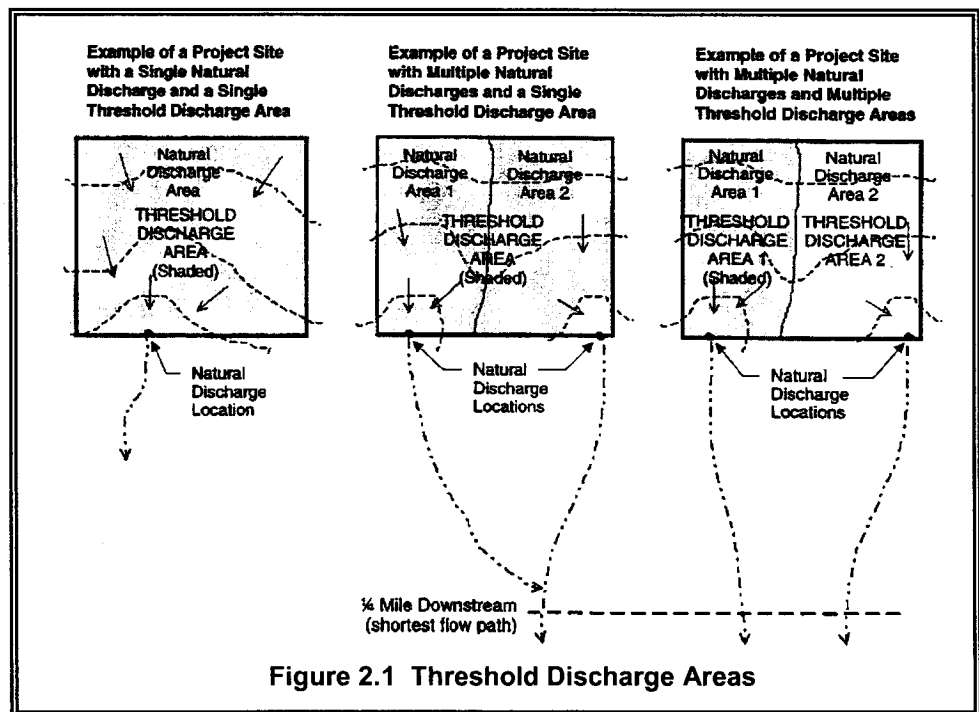 Example of a Project Site
with a Single Natural
Discharge and a Single
Threshold Discharge Area
Natural
Discharge
Area
THRESHOLD
DISCHARGE
AREA
(Shaded)
Natural
Discharge
Location
Example of a Project Site
with Multiple Natural
Discharges and a Single
Threshold Discharge Area
Natural
Discharge
Area 1
Natural
Discharge
Area 2
THRESHOLD
DISCHARGE
AREA
(Shaded)
Natural
Discharge
Locations
Example of a Project Site
with Multiple Natural
Discharges and Multiple
Threshold Discharge Areas
Natural
Discharge
Area 1
Natural
Discharge
Area 2
THRESHOLD
DISCHARGE
AREA 1
(Shaded)
THRESHOLD
DISCHARGE
AREA 2
Natural
Discharge
Locations
¼ Mile Downstream
(shortest flow path)
Figure 2.1 Threshold Discharge Areas